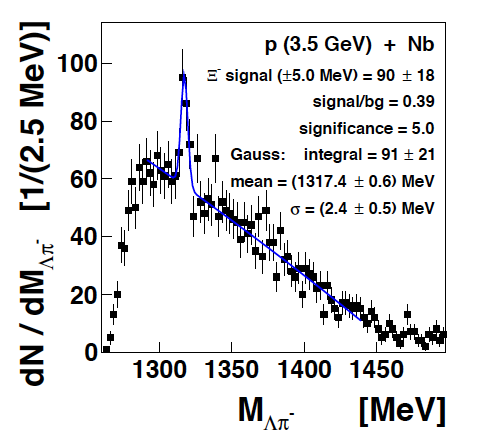 p (3.5 GeV) + Nb
Ξ⁻ signal (±5.0 MeV) = 90 ± 18
signal/bg = 0.39
significance = 5.0
Gauss: integral = 91 ± 21
mean = (1317.4 ± 0.6) MeV
σ = (2.4 ± 0.5) MeV
dN / dM_Λπ⁻ [1/(2.5 MeV)]
100
80
60
40
20
0
1300 1350 1400 1450
M_Λπ⁻ [MeV]